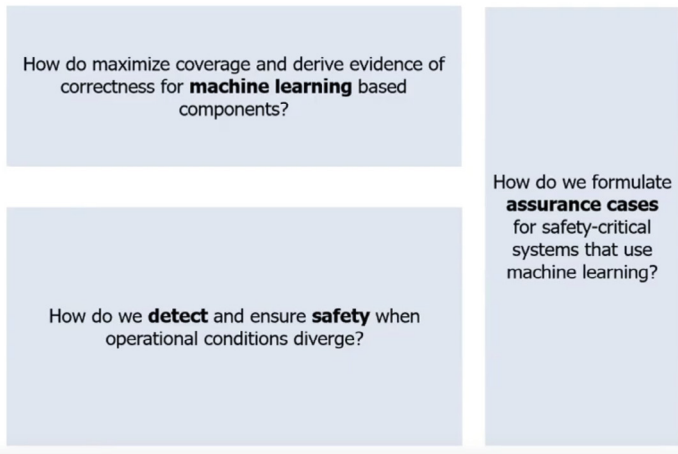 How do maximize coverage and derive evidence of
correctness for machine learning based
components?
How do we detect and ensure safety when
operational conditions diverge?
How do we formulate
assurance cases
for safety-critical
systems that use
machine learning?